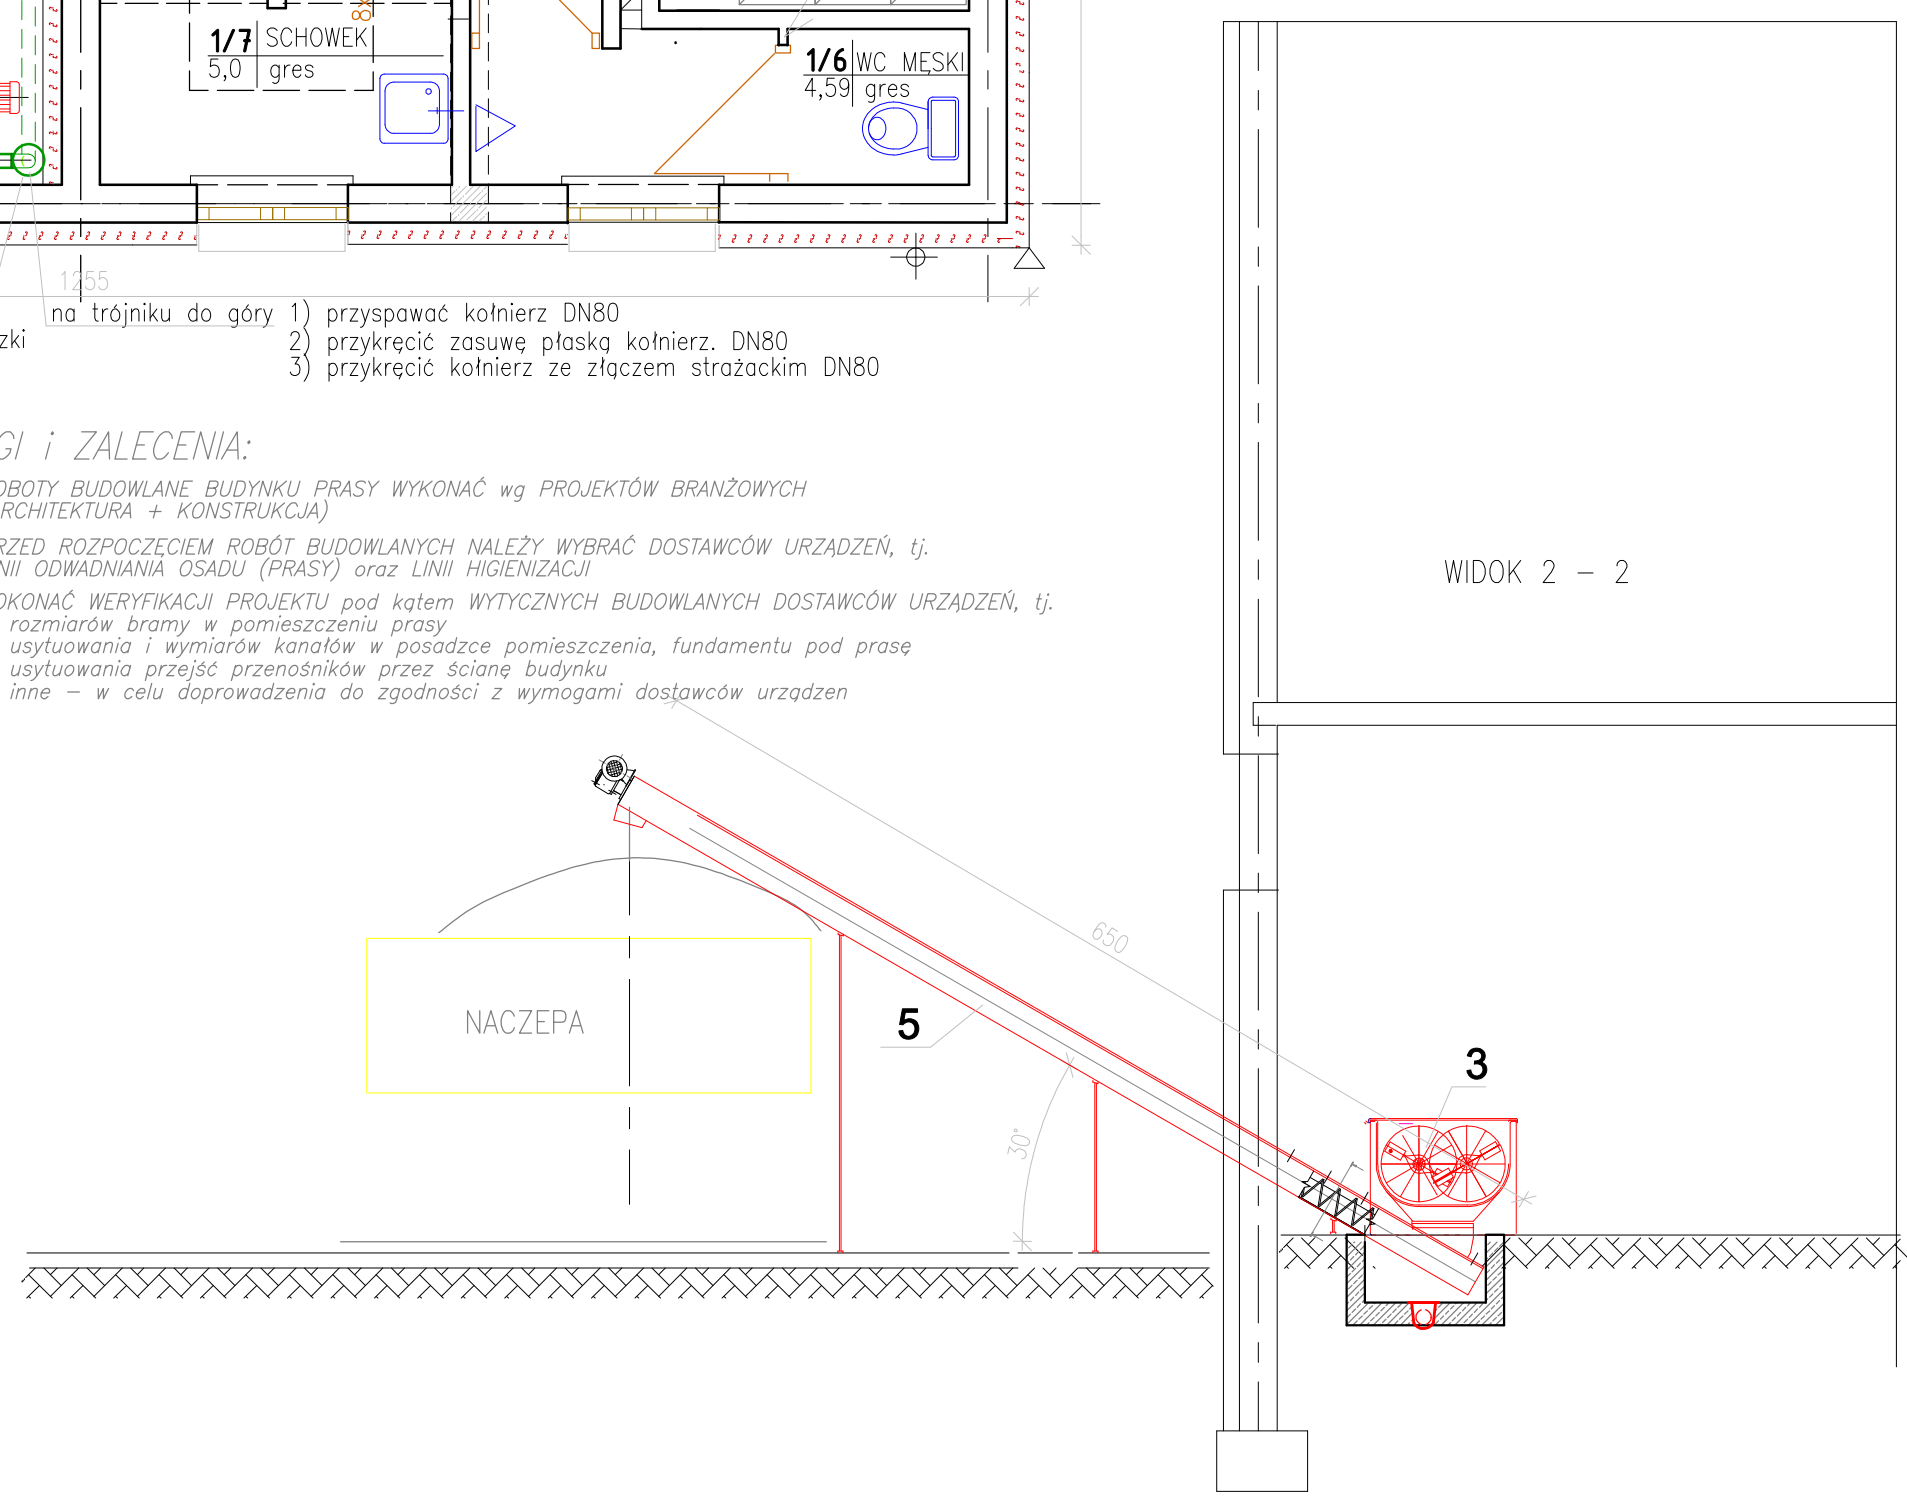 8x
1/7 SCHOWEK
5,0 gres
1/6 WC MĘSKI
4,59 gres
1255
na trójniku do góry 1) przyspawać kołnierz DN80
zki
2) przykręcić zasuwę płaską kołnierz. DN80
3) przykręcić kołnierz ze złączem strażackim DN80
GI i ZALECENIA:
OBOTY BUDOWLANE BUDYNKU PRASY WYKONAĆ wg PROJEKTÓW BRANŻOWYCH
RCHITEKTURA + KONSTRUKCJA)
RZED ROZPOCZĘCIEM ROBÓT BUDOWLANYCH NALEŻY WYBRAĆ DOSTAWCÓW URZĄDZEŃ, tj.
NII ODWADNIANIA OSADU (PRASY) oraz LINII HIGIENIZACJI
OKONAĆ WERYFIKACJI PROJEKTU pod kątem WYTYCZNYCH BUDOWLANYCH DOSTAWCÓW URZĄDZEŃ, tj.
rozmiarów bramy w pomieszczeniu prasy
usytuowania i wymiarów kanałów w posadzce pomieszczenia, fundamentu pod prasę
usytuowania przejść przenośników przez ścianę budynku
inne – w celu doprowadzenia do zgodności z wymogami dostawców urządzen
WIDOK 2 – 2
650
NACZEPA
5
3
30°